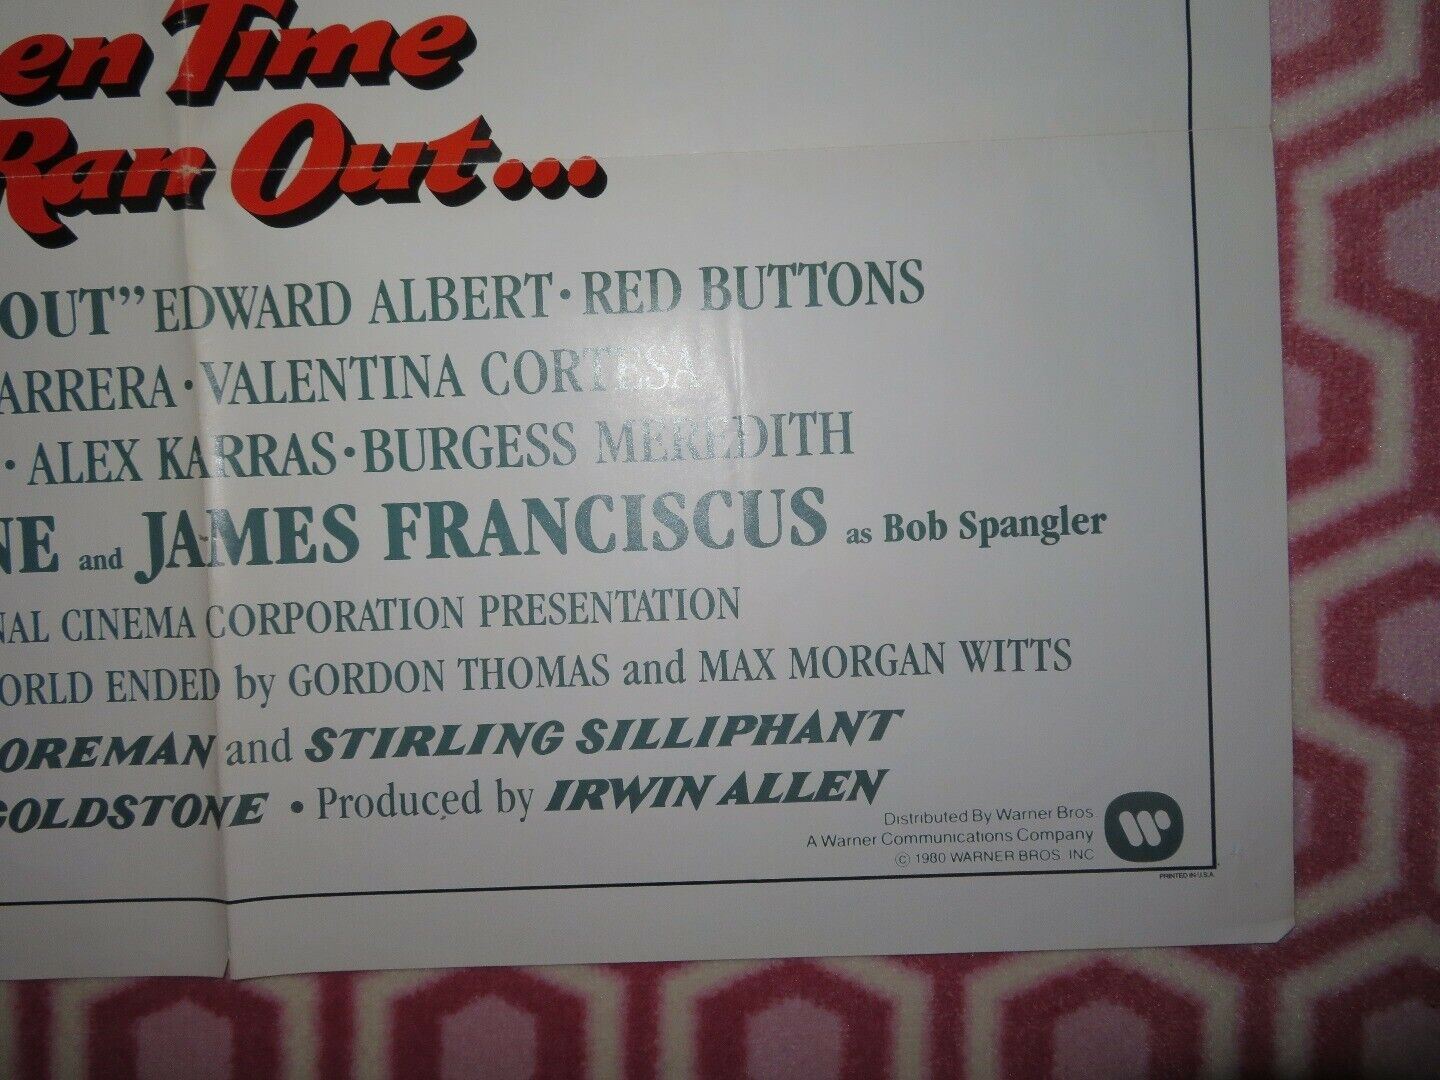 en Time
Ran Out...
OUT" EDWARD ALBERT · RED BUTTONS
ARRERA · VALENTINA CORTESA
· ALEX KARRAS · BURGESS MEREDITH
NE and JAMES FRANCISCUS as Bob Spangler
NAL CINEMA CORPORATION PRESENTATION
ORLD ENDED by GORDON THOMAS and MAX MORGAN WITTS
OREMAN and STIRLING SILLIPHANT
GOLDSTONE · Produced by IRWIN ALLEN
Distributed By Warner Bros.
A Warner Communications Company
© 1980 WARNER BROS. INC
PRINTED IN U.S.A.